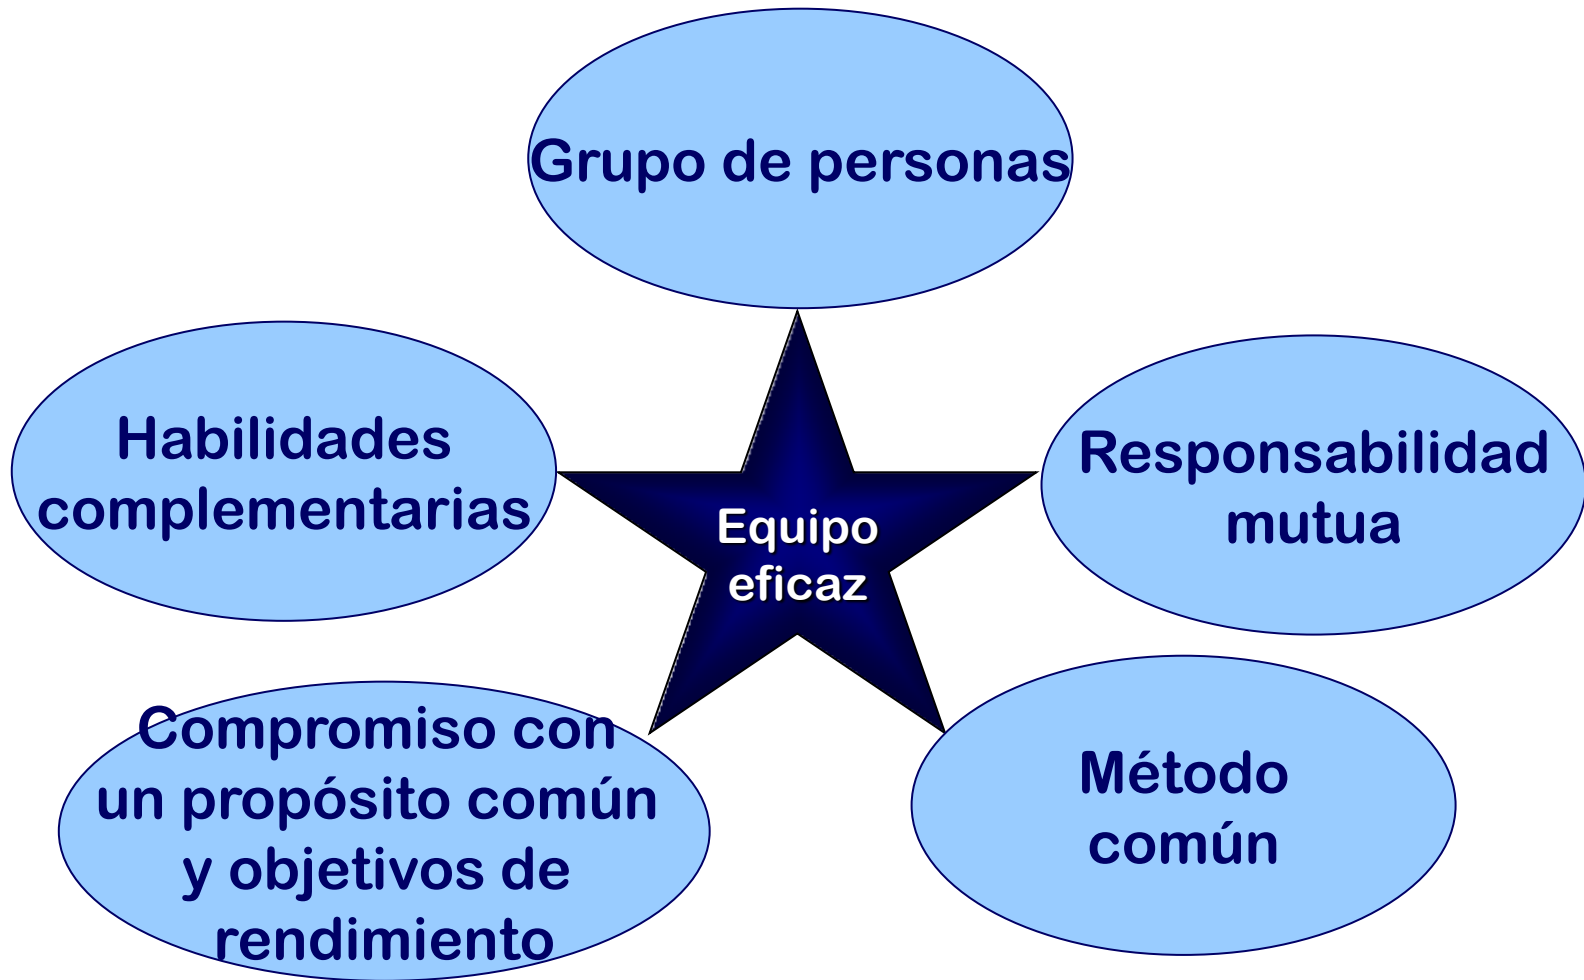 Grupo de personas
Habilidades
complementarias
Responsabilidad
mutua
Equipo
eficaz
Compromiso con
un propósito común
y objetivos de
rendimiento
Método
común